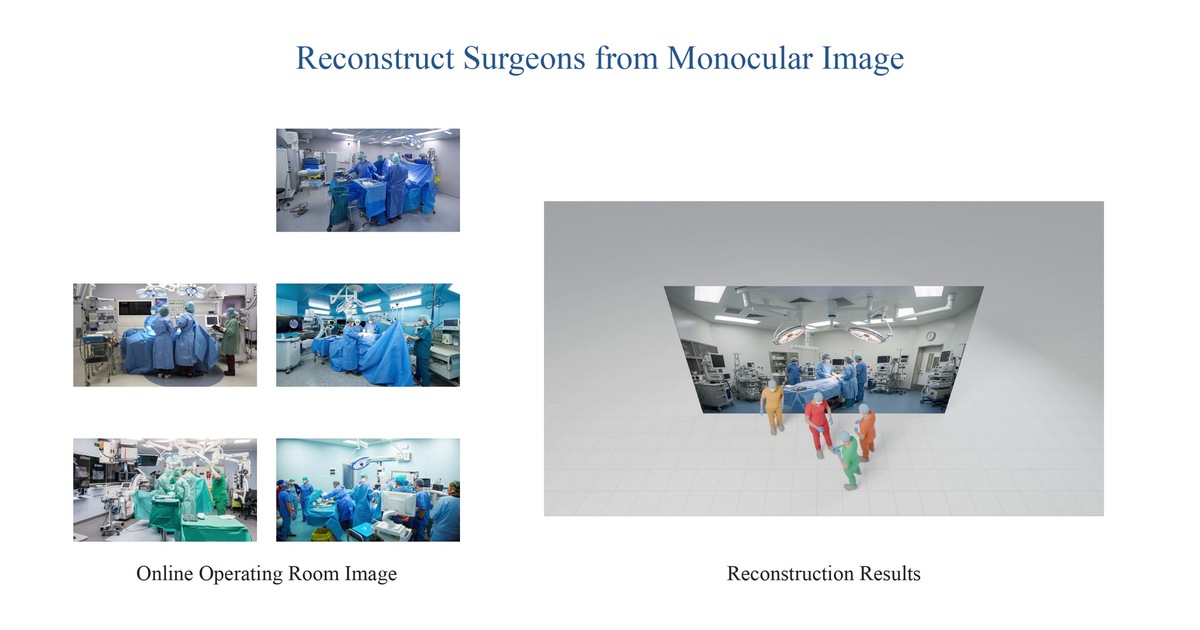 Reconstruct Surgeons from Monocular Image
Online Operating Room Image
Reconstruction Results